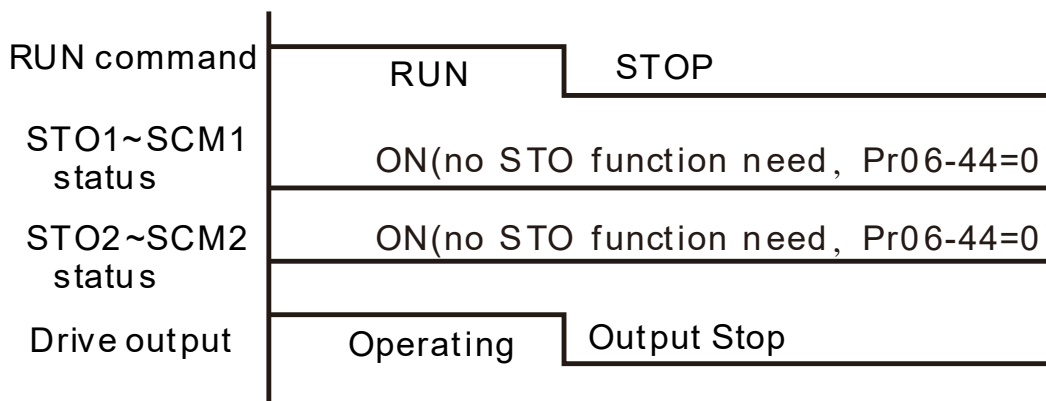 RUN command
RUN
STOP
STO1~SCM1
status
ON(no STO function need, Pr06-44=0
STO2~SCM2
status
ON(no STO function need, Pr06-44=0
Drive output
Operating
Output Stop